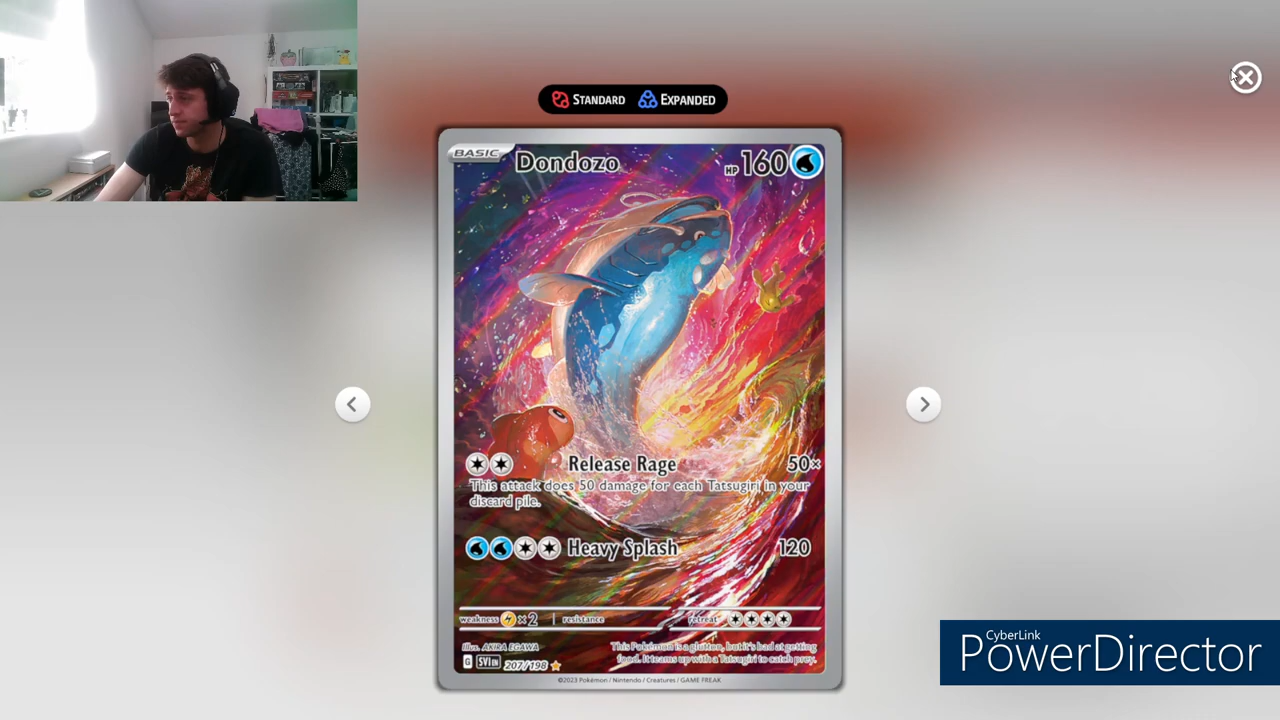 STANDARD EXPANDED
BASIC Dondozo HP 160
Release Rage 50×
This attack does 50 damage for each Tatsugiri in your
discard pile.
Heavy Splash 120
weakness ×2 resistance retreat
Illus. AKIRA EGAWA
This Pokémon is a glutton, but it's bad at getting
food. It teams up with a Tatsugiri to catch prey.
G SVI EN 207/198
©2023 Pokémon / Nintendo / Creatures / GAME FREAK
CyberLink
PowerDirector